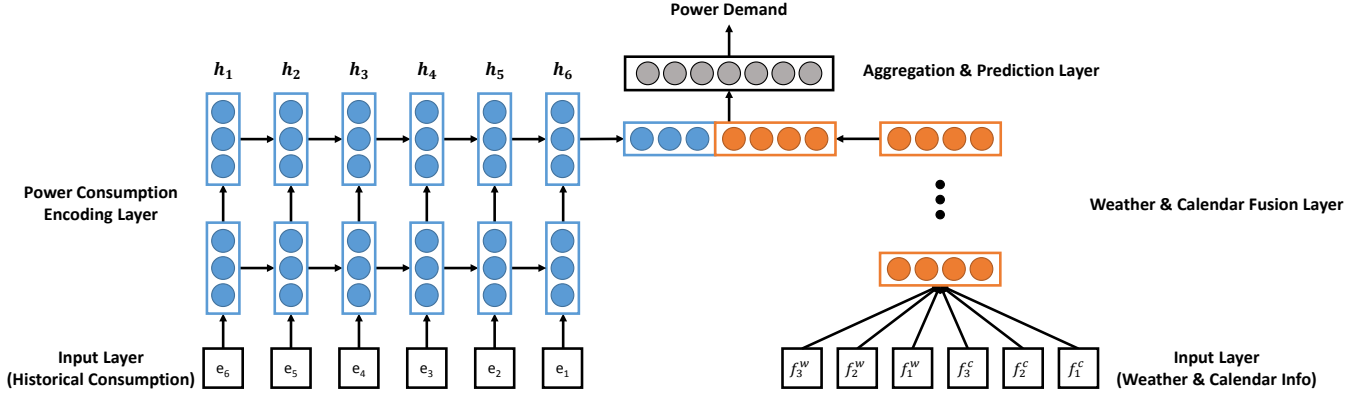 Power Demand
h₁ h₂ h₃ h₄ h₅ h₆
Aggregation & Prediction Layer
Power Consumption
Encoding Layer
Weather & Calendar Fusion Layer
Input Layer
(Historical Consumption)
e₆ e₅ e₄ e₃ e₂ e₁
f₃ʷ f₂ʷ f₁ʷ f₃ᶜ f₂ᶜ f₁ᶜ
Input Layer
(Weather & Calendar Info)